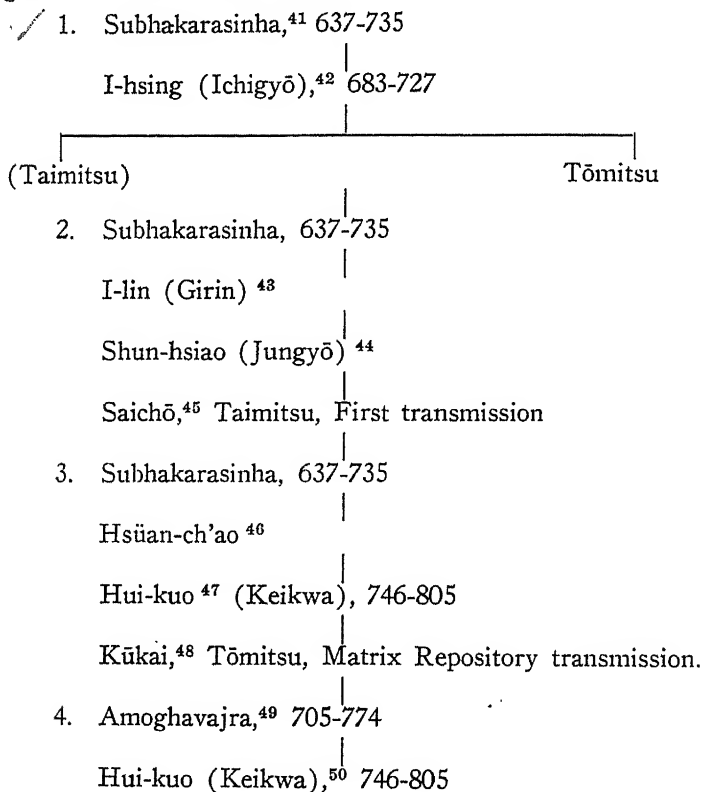 1. Subhakarasinha,⁴¹ 637-735
I-hsing (Ichigyō),⁴² 683-727
(Taimitsu) Tōmitsu
2. Subhakarasinha, 637-735
I-lin (Girin) ⁴³
Shun-hsiao (Jungyō) ⁴⁴
Saichō,⁴⁵ Taimitsu, First transmission
3. Subhakarasinha, 637-735
Hsüan-ch'ao ⁴⁶
Hui-kuo ⁴⁷ (Keikwa), 746-805
Kūkai,⁴⁸ Tōmitsu, Matrix Repository transmission.
4. Amoghavajra,⁴⁹ 705-774
Hui-kuo (Keikwa),⁵⁰ 746-805